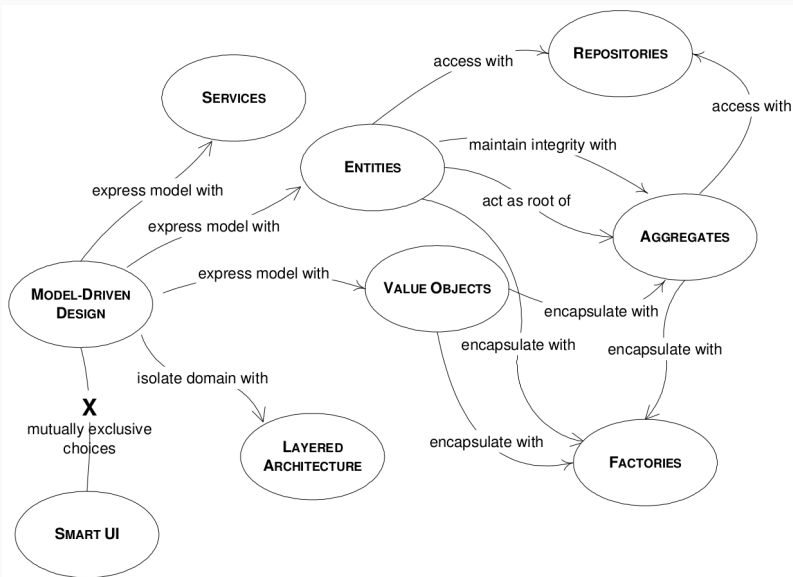 REPOSITORIES
access with
SERVICES
access with
maintain integrity with
ENTITIES
express model with
act as root of
express model with
AGGREGATES
express model with
VALUE OBJECTS
MODEL-DRIVEN
DESIGN
encapsulate with
encapsulate with
encapsulate with
isolate domain with
X
mutually exclusive
choices
encapsulate with
LAYERED
ARCHITECTURE
FACTORIES
SMART UI